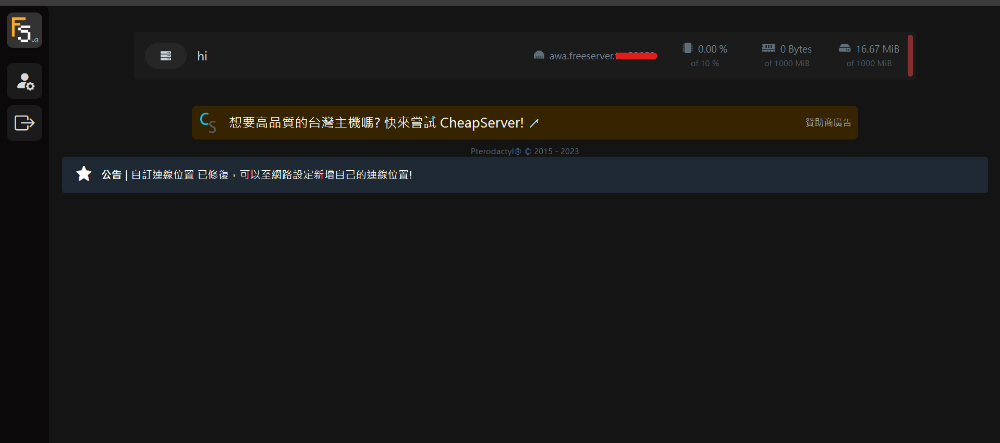 FS v3
hi
awa.freeserver.
0.00 %
of 10 %
0 Bytes
of 1000 MiB
16.67 MiB
of 1000 MiB
CS
想要高品質的台灣主機嗎? 快來嘗試 CheapServer! ↗
贊助商廣告
Pterodactyl® © 2015 - 2023
公告 | 自訂連線位置 已修復，可以至網路設定新增自己的連線位置!